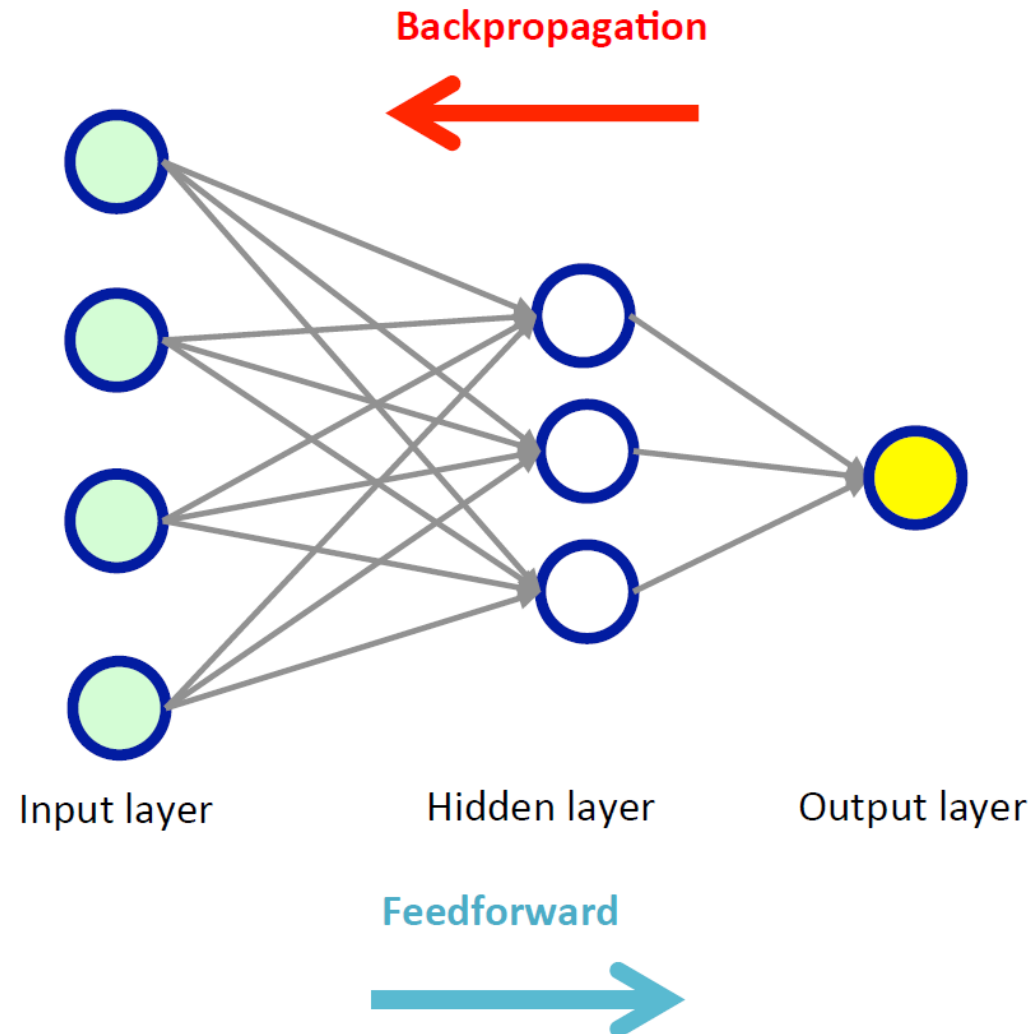 Backpropagation
Input layer
Hidden layer
Output layer
Feedforward